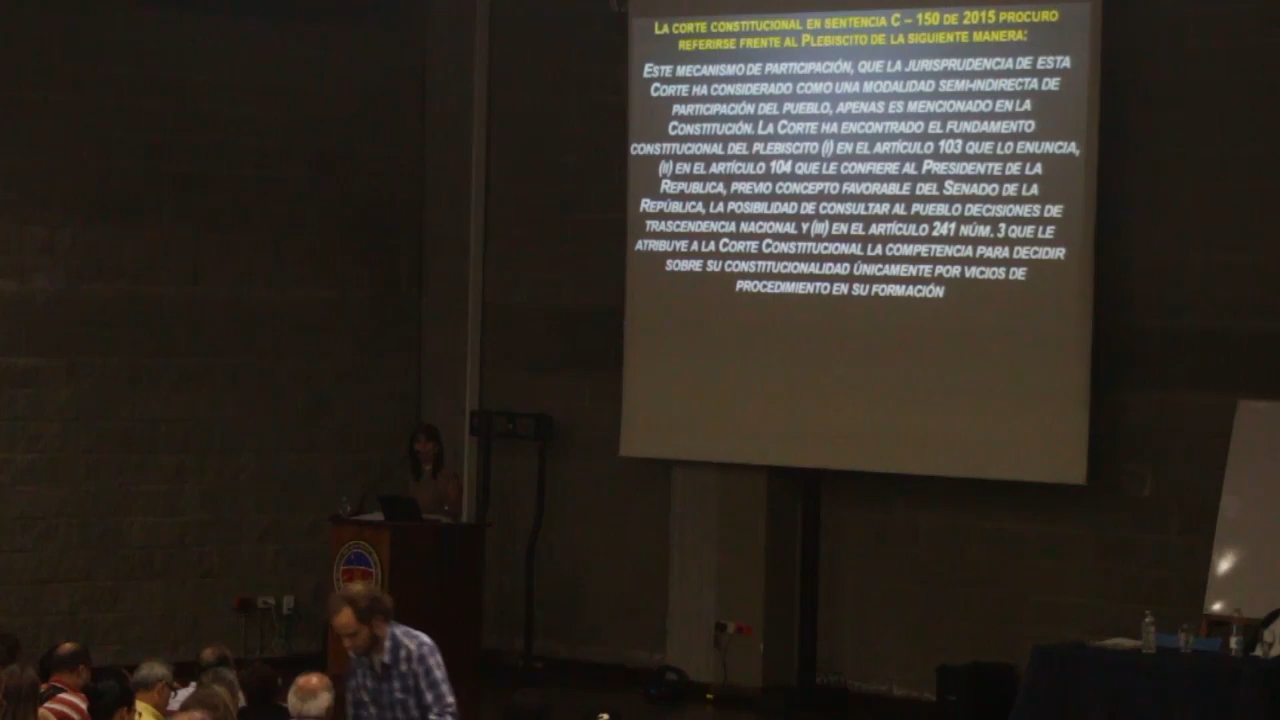 LA CORTE CONSTITUCIONAL EN SENTENCIA C – 150 DE 2015 PROCURO
REFERIRSE FRENTE AL PLEBISCITO DE LA SIGUIENTE MANERA:
ESTE MECANISMO DE PARTICIPACIÓN, QUE LA JURISPRUDENCIA DE ESTA
CORTE HA CONSIDERADO COMO UNA MODALIDAD SEMI-INDIRECTA DE
PARTICIPACIÓN DEL PUEBLO, APENAS ES MENCIONADO EN LA
CONSTITUCIÓN. LA CORTE HA ENCONTRADO EL FUNDAMENTO
CONSTITUCIONAL DEL PLEBISCITO (I) EN EL ARTÍCULO 103 QUE LO ENUNCIA,
(II) EN EL ARTÍCULO 104 QUE LE CONFIERE AL PRESIDENTE DE LA
REPUBLICA, PREVIO CONCEPTO FAVORABLE DEL SENADO DE LA
REPÚBLICA, LA POSIBILIDAD DE CONSULTAR AL PUEBLO DECISIONES DE
TRASCENDENCIA NACIONAL Y (III) EN EL ARTÍCULO 241 NÚM. 3 QUE LE
ATRIBUYE A LA CORTE CONSTITUCIONAL LA COMPETENCIA PARA DECIDIR
SOBRE SU CONSTITUCIONALIDAD ÚNICAMENTE POR VICIOS DE
PROCEDIMIENTO EN SU FORMACIÓN